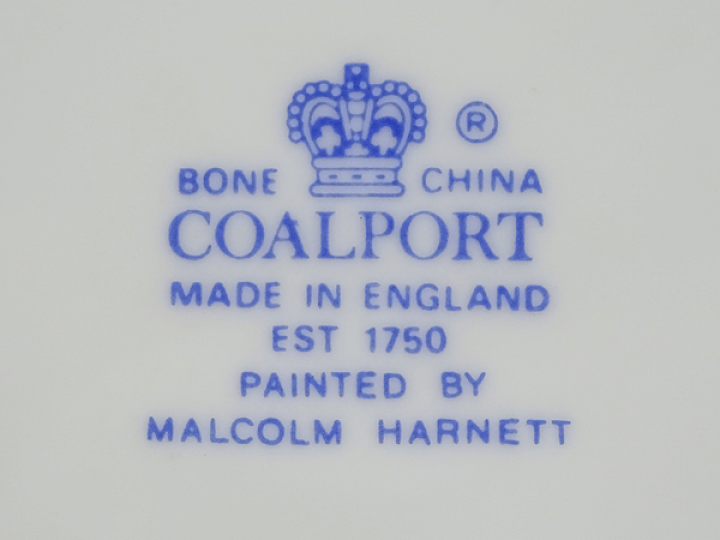 ®
BONE CHINA
COALPORT
MADE IN ENGLAND
EST 1750
PAINTED BY
MALCOLM HARNETT